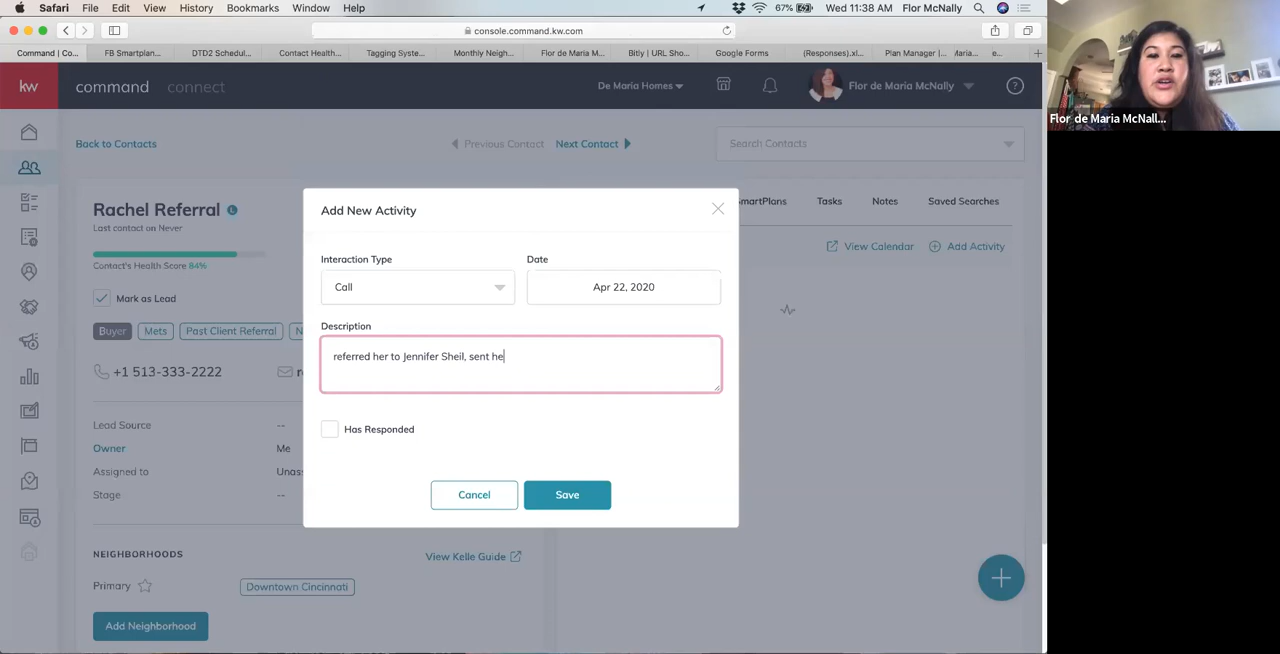 Safari File Edit View History Bookmarks Window Help 67% Wed 11:38 AM Flor McNally
console.command.kw.com
Command | Co... FB Smartplan... DTD2 Schedul... Contact Health... Tagging Syste... Monthly Neigh... Flor de Maria M... Bitly | URL Sho... Google Forms (Responses).xl... Plan Manager |... Maria... e...
kw command connect De Maria Homes Flor de Maria McNally ?
Flor de Maria McNall...
Back to Contacts Previous Contact Next Contact Search Contacts
Rachel Referral L
Last contact on Never
Contact's Health Score 84%
Mark as Lead
Buyer Mets Past Client Referral N
+1 513-333-2222 r
Lead Source --
Owner Me
Assigned to Unass
Stage --
NEIGHBORHOODS View Kelle Guide
Primary Downtown Cincinnati
Add Neighborhood
Add New Activity
Interaction Type Date
Call Apr 22, 2020
Description
referred her to Jennifer Sheil, sent he
Has Responded
Cancel Save
martPlans Tasks Notes Saved Searches
View Calendar Add Activity